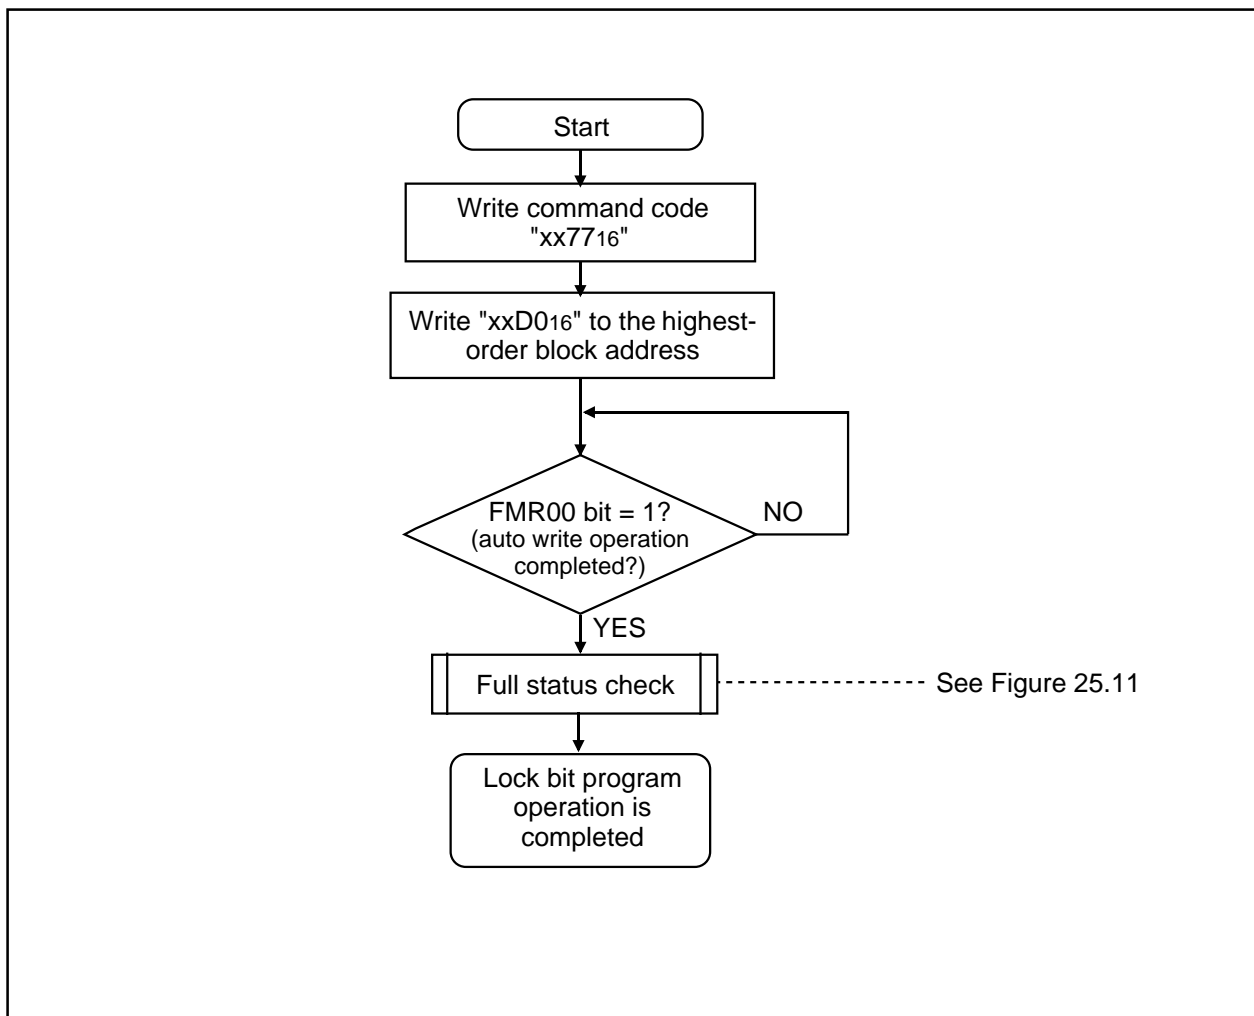 Start
Write command code
"xx7716"
Write "xxD016" to the highest-
order block address
FMR00 bit = 1?
(auto write operation
completed?)
NO
YES
Full status check
See Figure 25.11
Lock bit program
operation is
completed